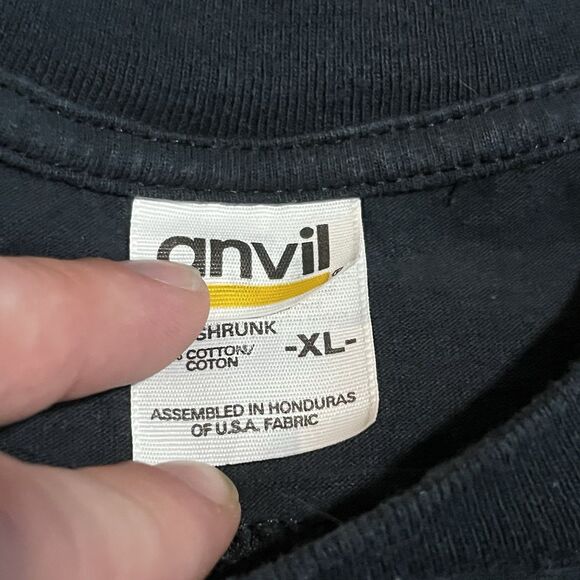 anvil
SHRUNK
COTTON/
COTON
-XL-
ASSEMBLED IN HONDURAS
OF U.S.A. FABRIC